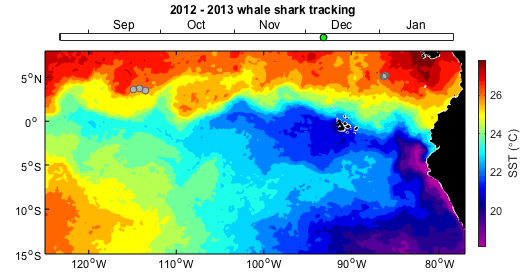 2012 - 2013 whale shark tracking
Sep Oct Nov Dec Jan
5°N
0°
5°S
10°S
15°S
120°W 110°W 100°W 90°W 80°W
26
24
22
20
SST (°C)